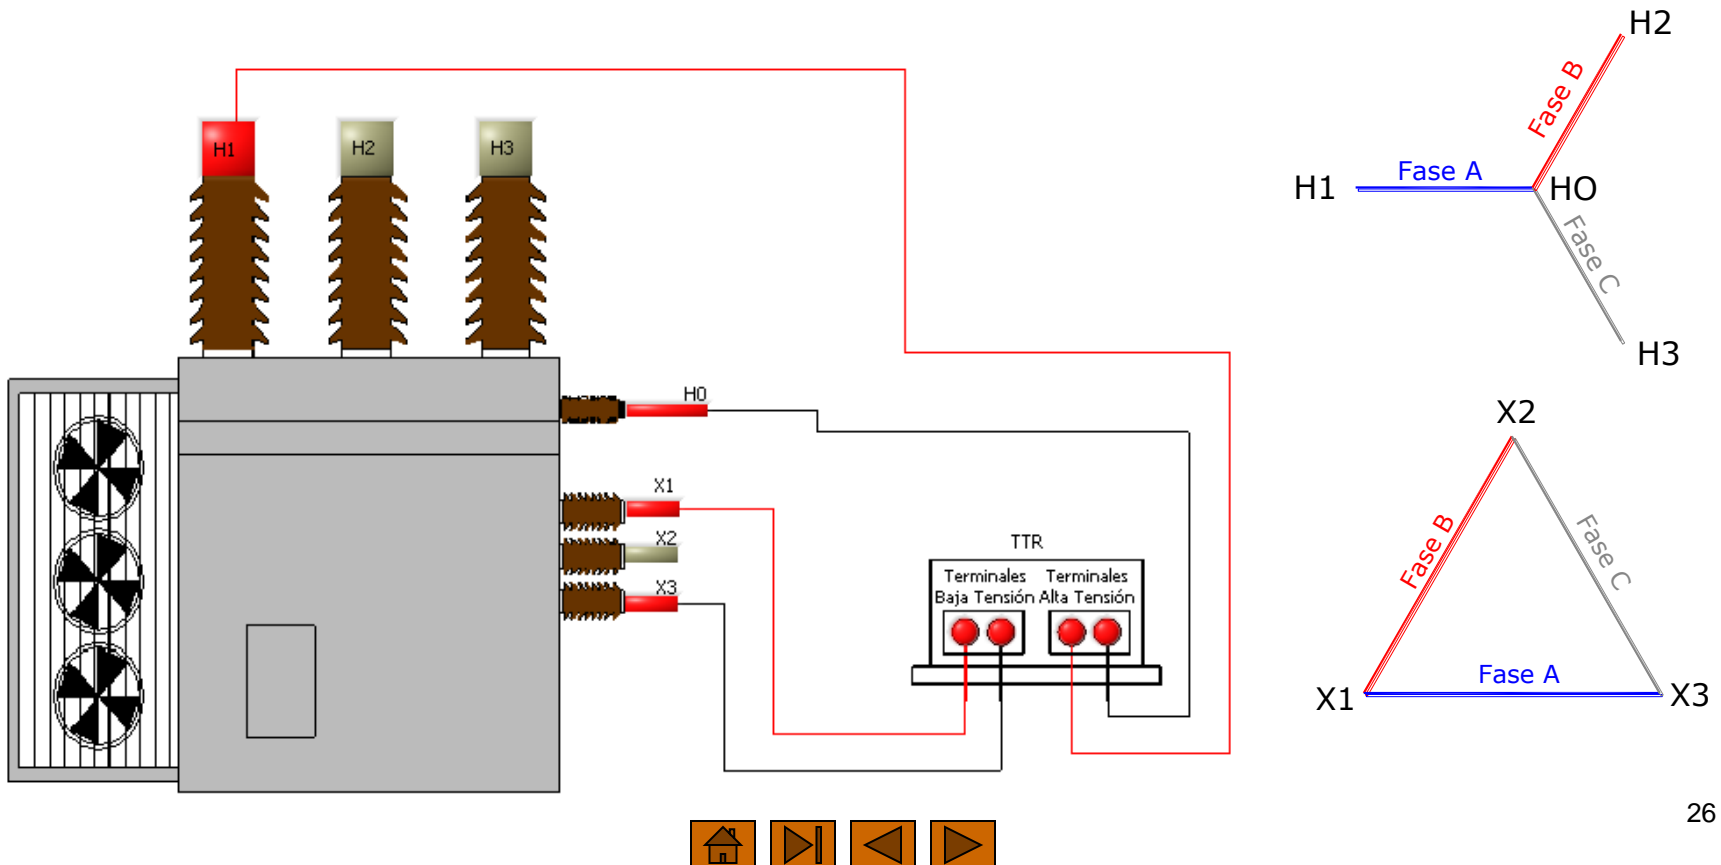 H2
Fase B
H1
Fase A
HO
Fase C
H3
H1
H2
H3
H0
X1
X2
X3
TTR
Terminales Terminales
Baja Tensión Alta Tensión
X2
Fase B
Fase C
Fase A
X1
X3
26